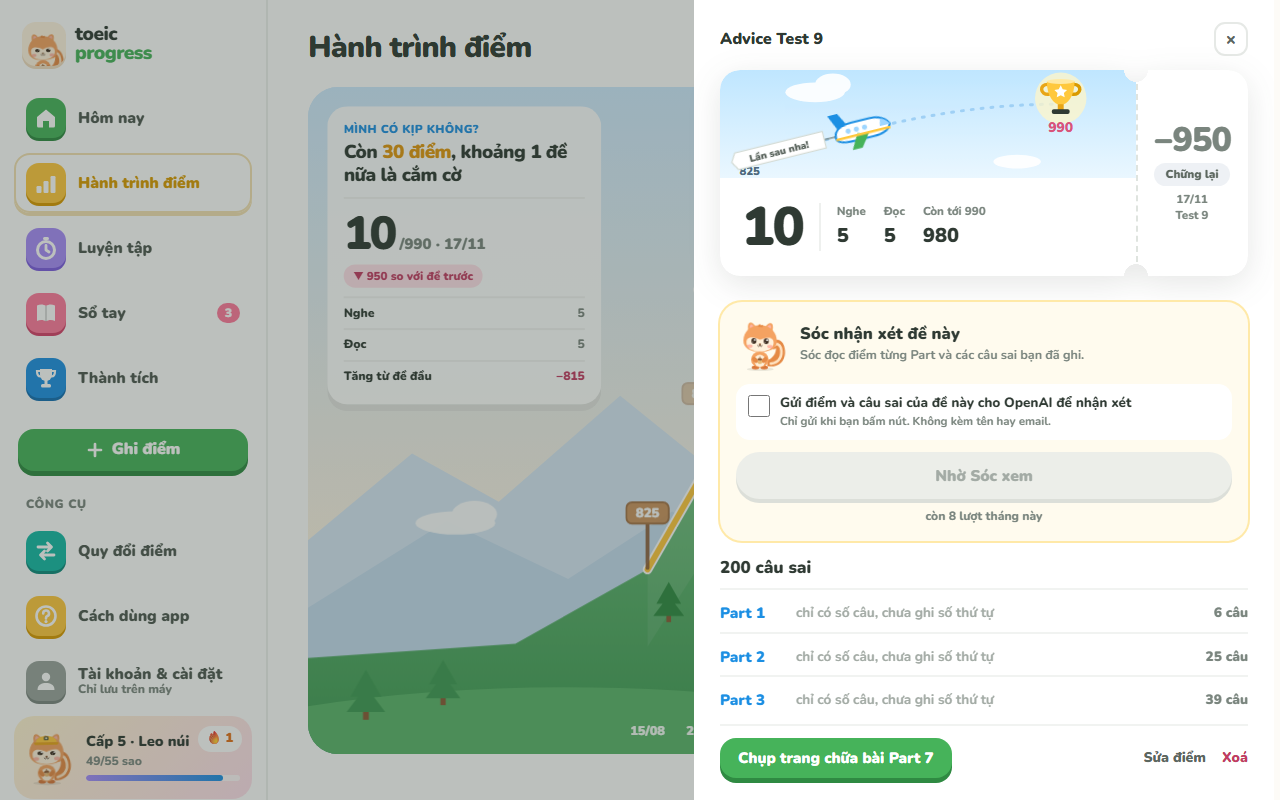 toeic
progress
Hôm nay
Hành trình điểm
Luyện tập
Sổ tay
3
Thành tích
Ghi điểm
CÔNG CỤ
Quy đổi điểm
Cách dùng app
Tài khoản & cài đặt
Chỉ lưu trên máy
Cấp 5 · Leo núi
1
49/55 sao
Hành trình điểm
MÌNH CÓ KỊP KHÔNG?
Còn 30 điểm, khoảng 1 đề
nữa là cắm cờ
10 /990 · 17/11
▼ 950 so với đề trước
Nghe 5
Đọc 5
Tăng từ đề đầu −815
825
15/08
Advice Test 9
×
Lần sau nha!
825
990
10
Nghe Đọc Còn tới 990
5 5 980
−950
Chững lại
17/11
Test 9
Sóc nhận xét đề này
Sóc đọc điểm từng Part và các câu sai bạn đã ghi.
Gửi điểm và câu sai của đề này cho OpenAI để nhận xét
Chỉ gửi khi bạn bấm nút. Không kèm tên hay email.
Nhờ Sóc xem
còn 8 lượt tháng này
200 câu sai
Part 1 chỉ có số câu, chưa ghi số thứ tự 6 câu
Part 2 chỉ có số câu, chưa ghi số thứ tự 25 câu
Part 3 chỉ có số câu, chưa ghi số thứ tự 39 câu
Chụp trang chữa bài Part 7
Sửa điểm
Xoá